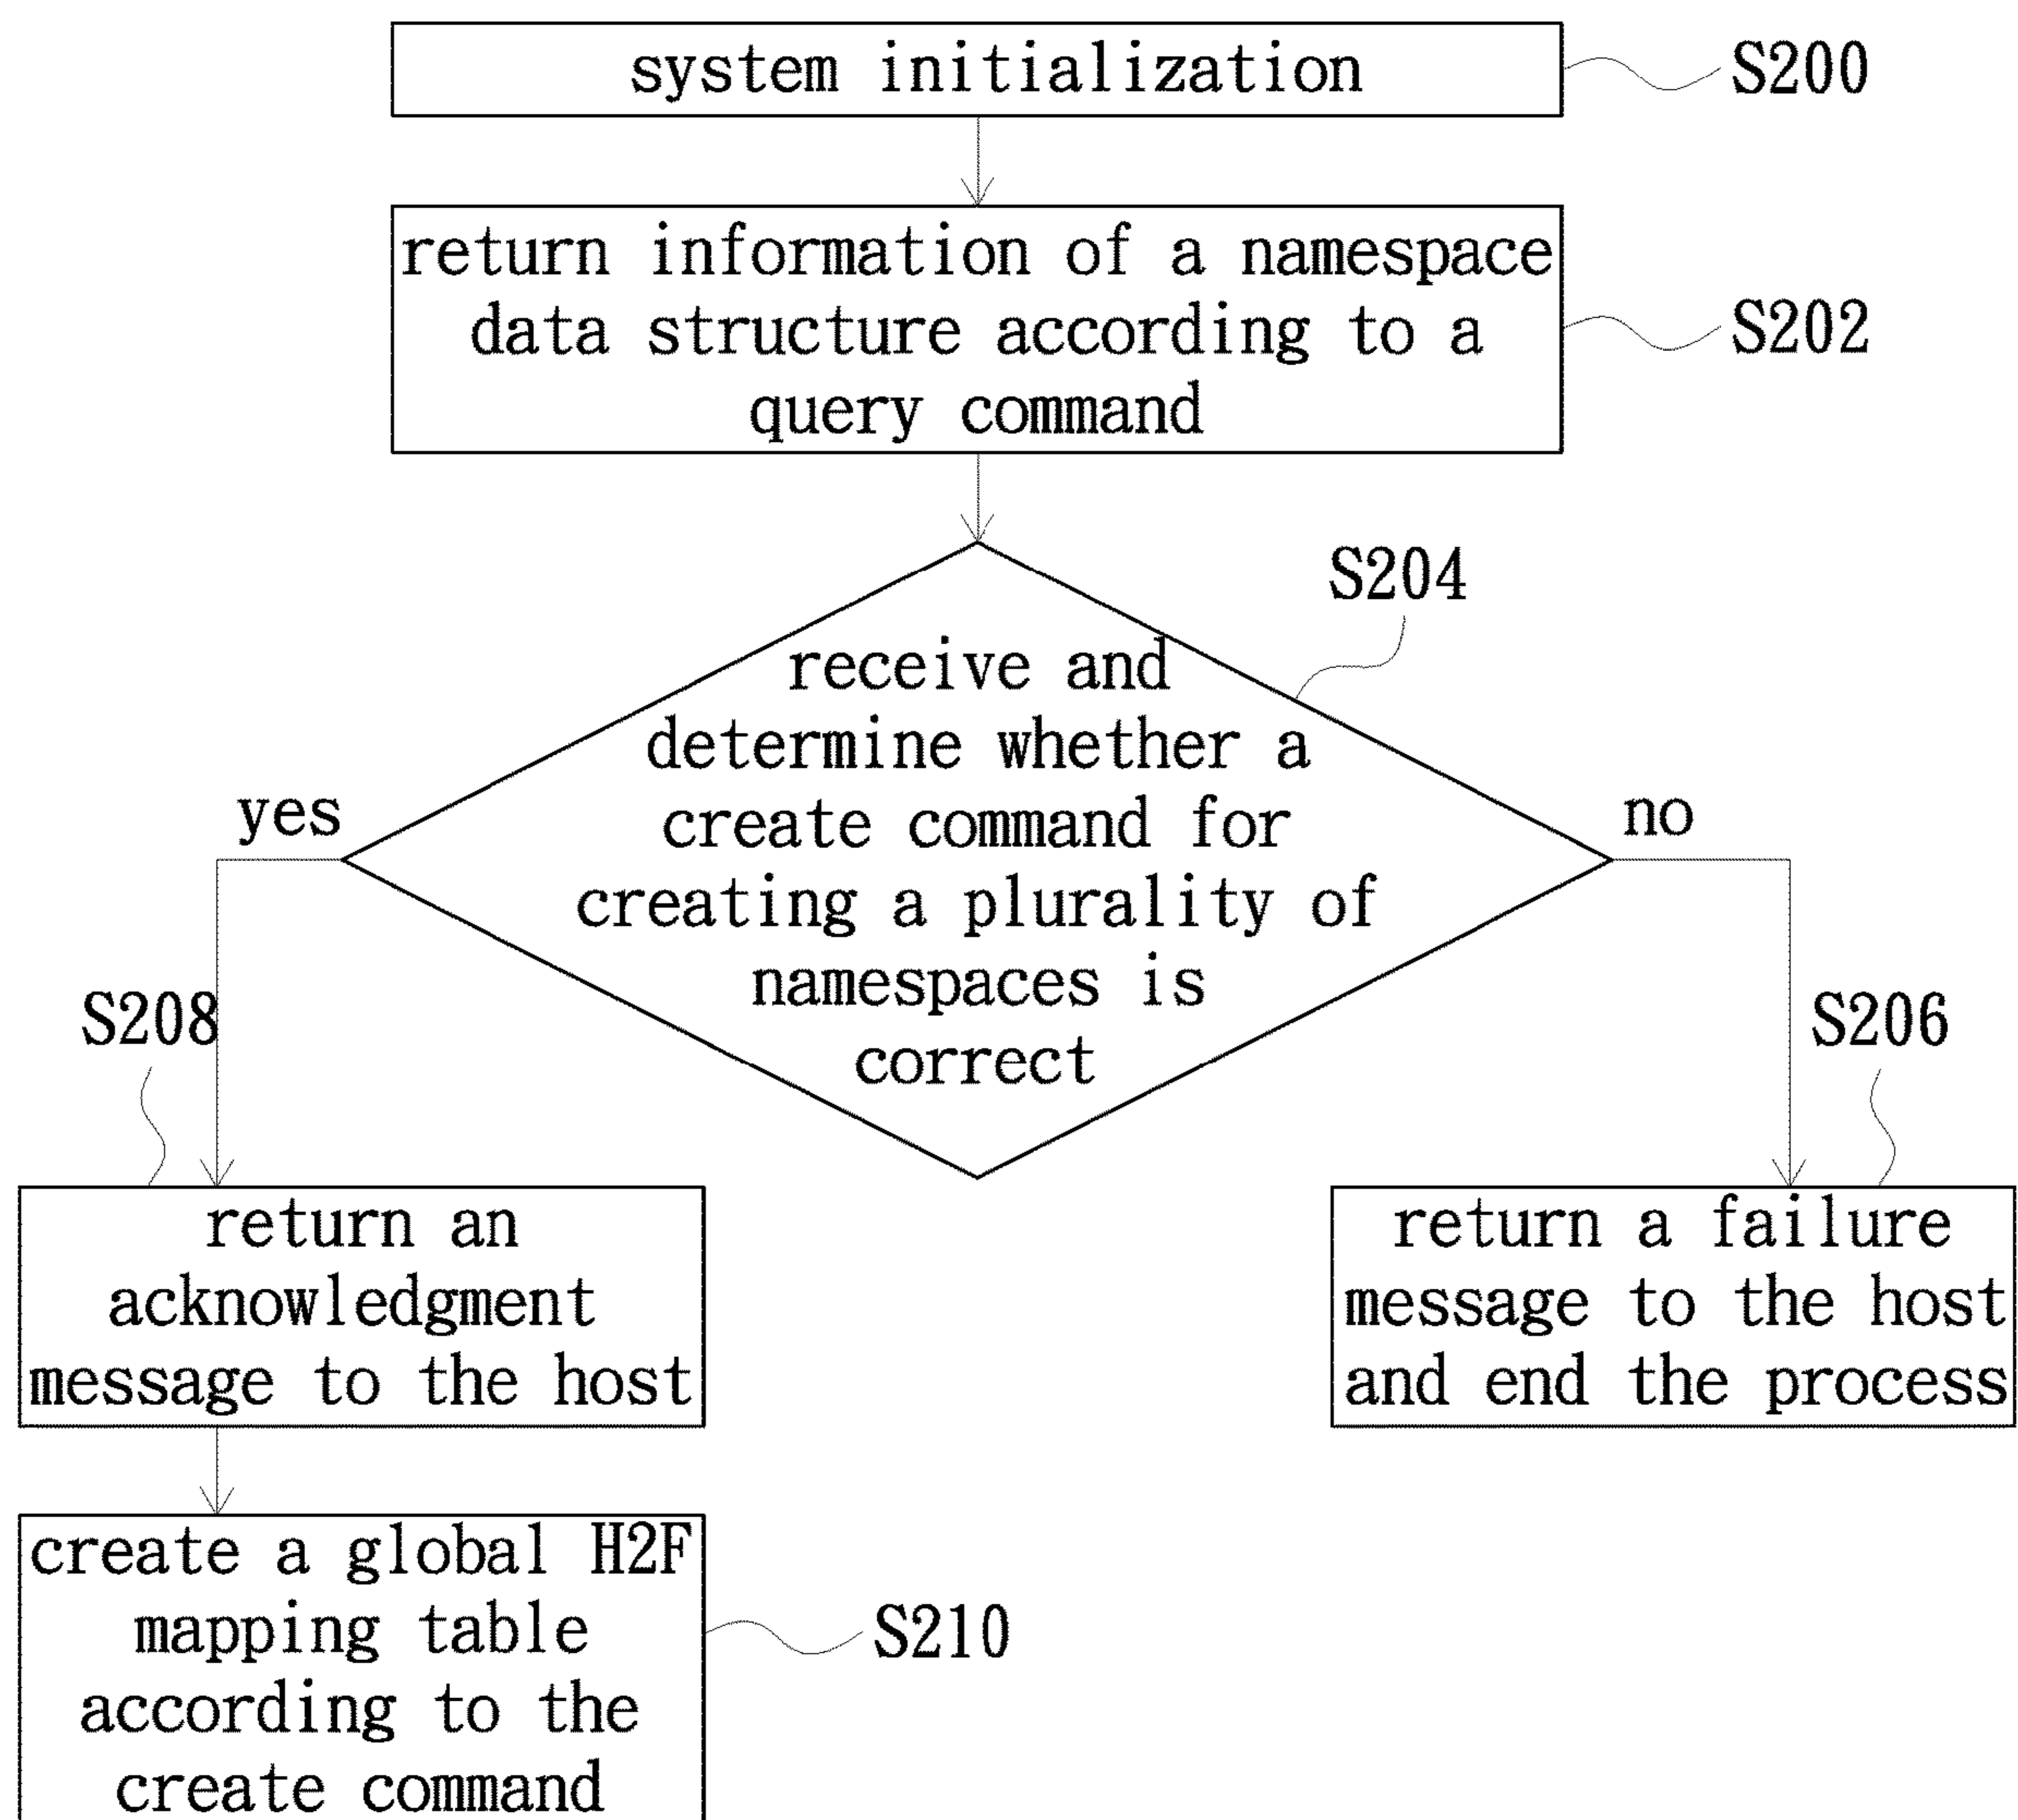 system initialization
S200
return information of a namespace
data structure according to a
query command
S202
S204
receive and
determine whether a
create command for
creating a plurality of
namespaces is
correct
yes
no
S208
S206
return an
acknowledgment
message to the host
return a failure
message to the host
and end the process
create a global H2F
mapping table
according to the
create command
S210